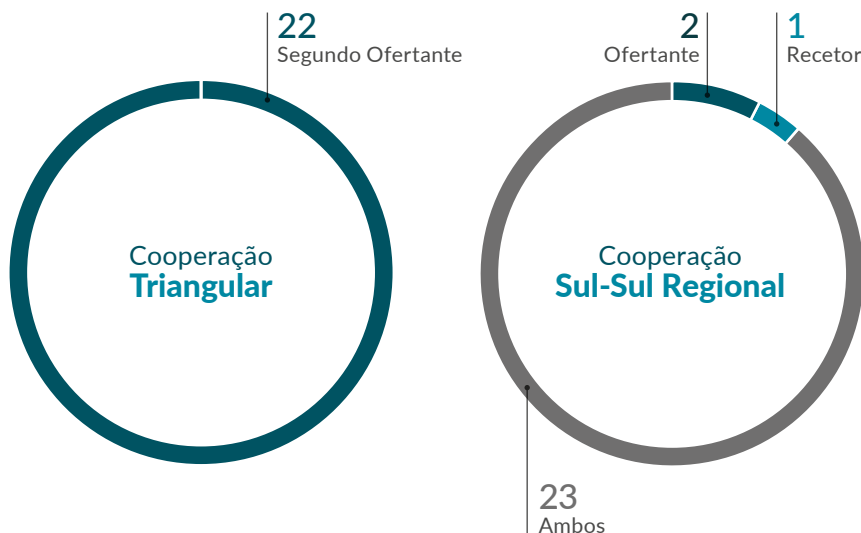 22
Segundo Ofertante
Cooperação
Triangular
2
Ofertante
1
Recetor
Cooperação
Sul-Sul Regional
23
Ambos